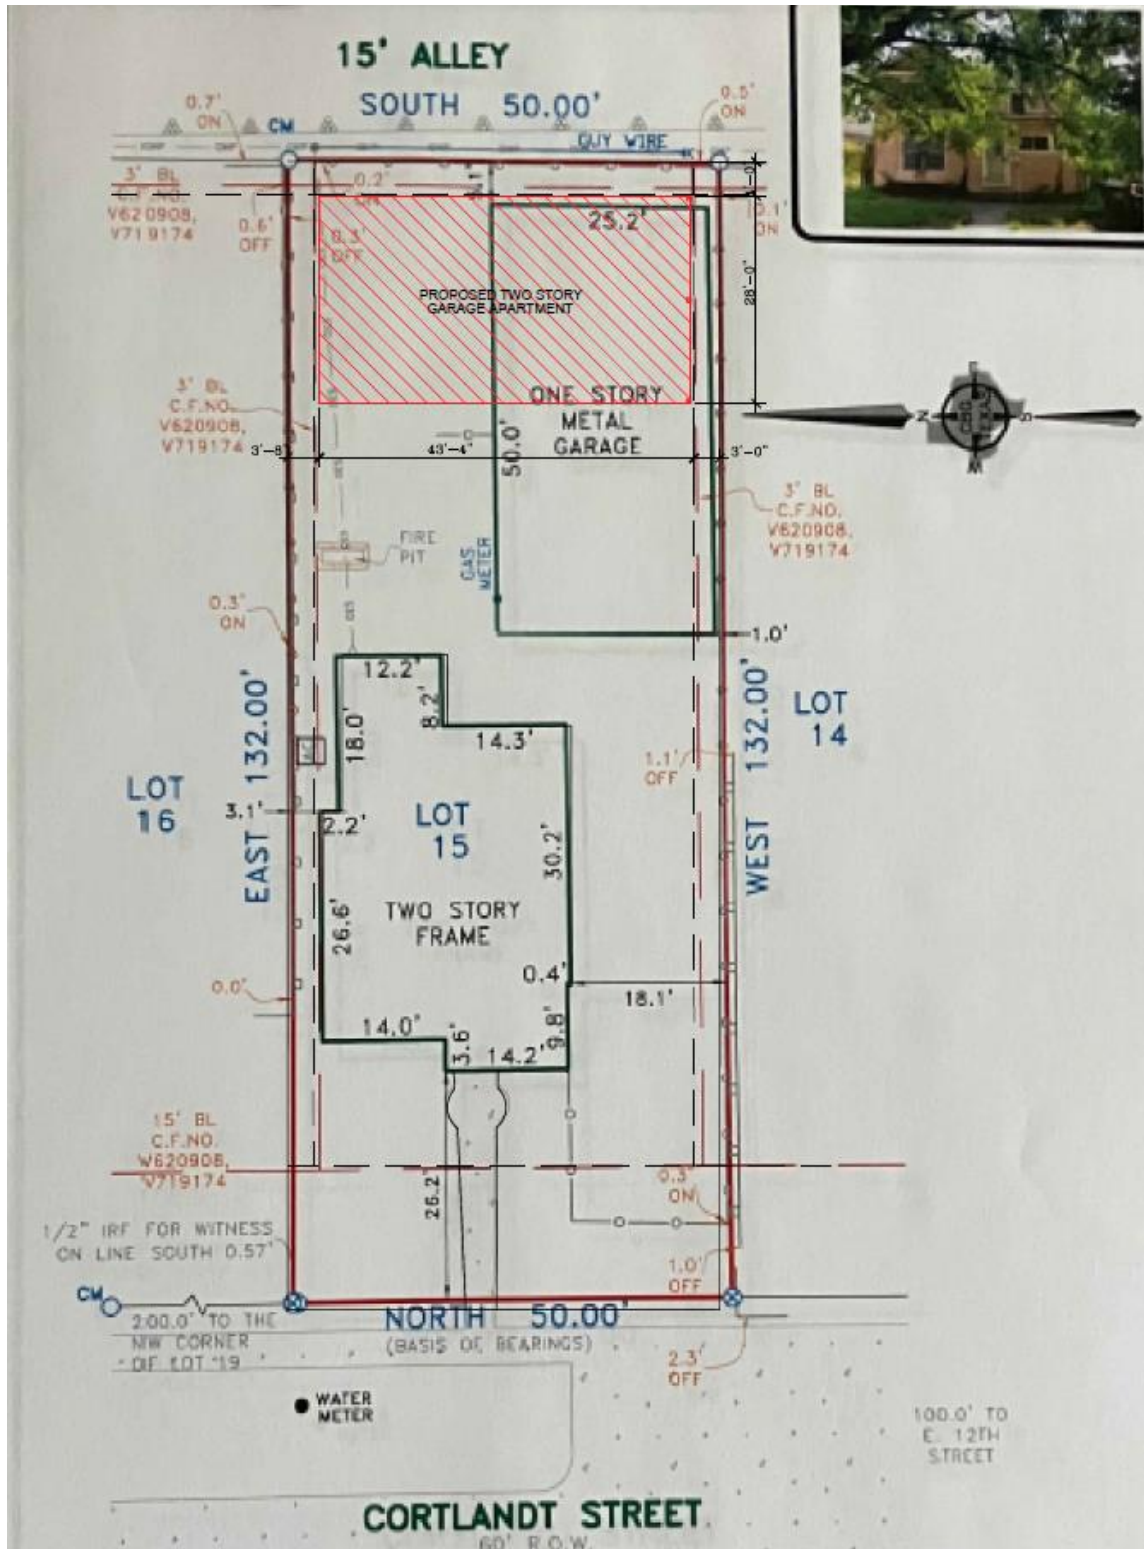 15' ALLEY
SOUTH 50.00'
0.7'
ON
0.5'
ON
CM
GUY WIRE
3' BL
C.F.NO.
V620908,
V719174
0.2'
ON
0.6'
OFF
0.3'
OFF
0.1'
ON
25.2'
28'-0"
PROPOSED TWO STORY
GARAGE APARTMENT
ONE STORY
METAL
GARAGE
50.0'
3' BL
C.F.NO.
V620908,
V719174
3'-8"
43'-4"
3'-0"
N
S
W
3' BL
C.F.NO.
V620908,
V719174
FIRE
PIT
GAS
METER
0.3'
ON
1.0'
12.2'
8.2'
18.0'
14.3'
EAST 132.00'
WEST 132.00'
LOT
14
1.1'
OFF
LOT
16
3.1'
2.2'
LOT
15
30.2'
26.6'
TWO STORY
FRAME
0.4'
18.1'
0.0'
14.0'
3.6'
14.2'
9.8'
15' BL
C.F.NO.
V620908,
V719174
26.2'
0.3'
ON
1/2" IRF FOR WITNESS
ON LINE SOUTH 0.57'
1.0'
OFF
CM
NORTH 50.00'
(BASIS OF BEARINGS)
200.0' TO THE
NW CORNER
OF LOT 19
2.3'
OFF
WATER
METER
100.0' TO
E. 12TH
STREET
CORTLANDT STREET
60' R.O.W.